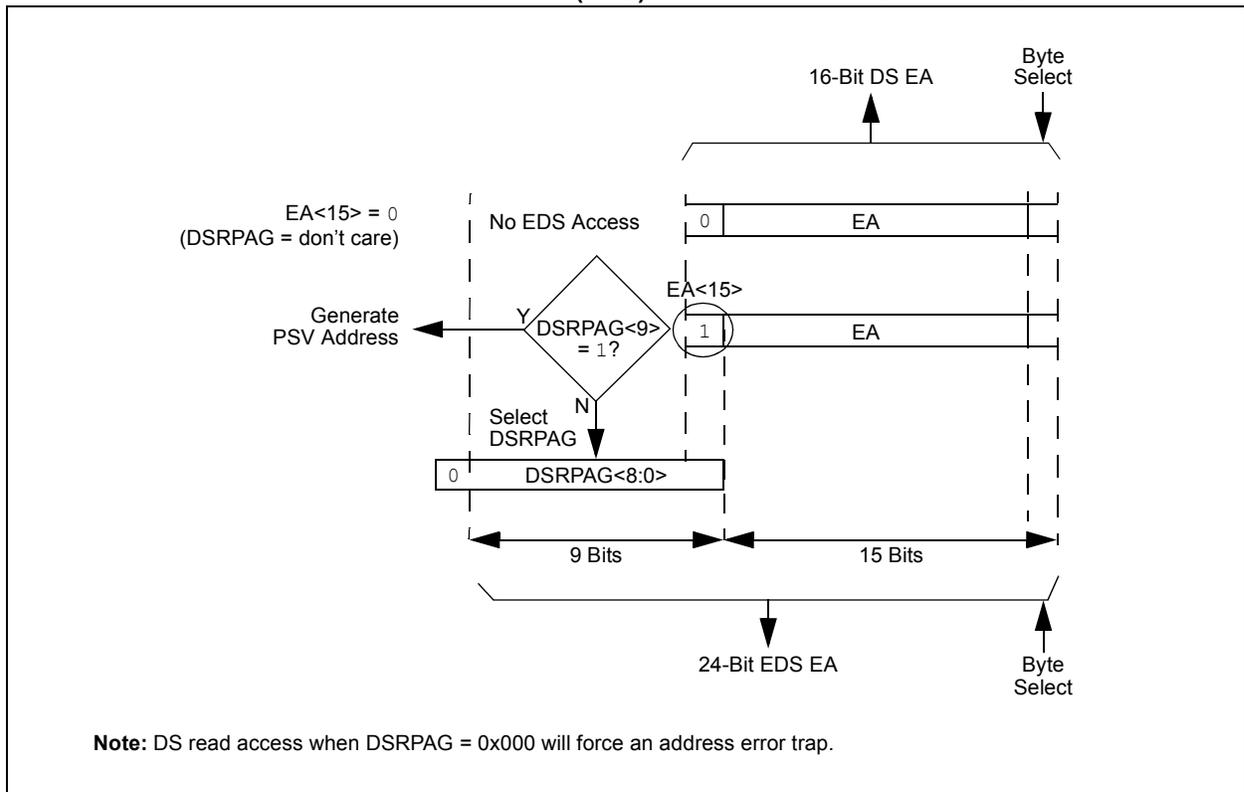 16-Bit DS EA
Byte
Select
EA<15> = 0
(DSRPAG = don't care)
No EDS Access
0
EA
EA<15>
Generate
PSV Address
Y
DSRPAG<9>
= 1?
1
EA
N
Select
DSRPAG
0
DSRPAG<8:0>
9 Bits
15 Bits
24-Bit EDS EA
Byte
Select
Note: DS read access when DSRPAG = 0x000 will force an address error trap.